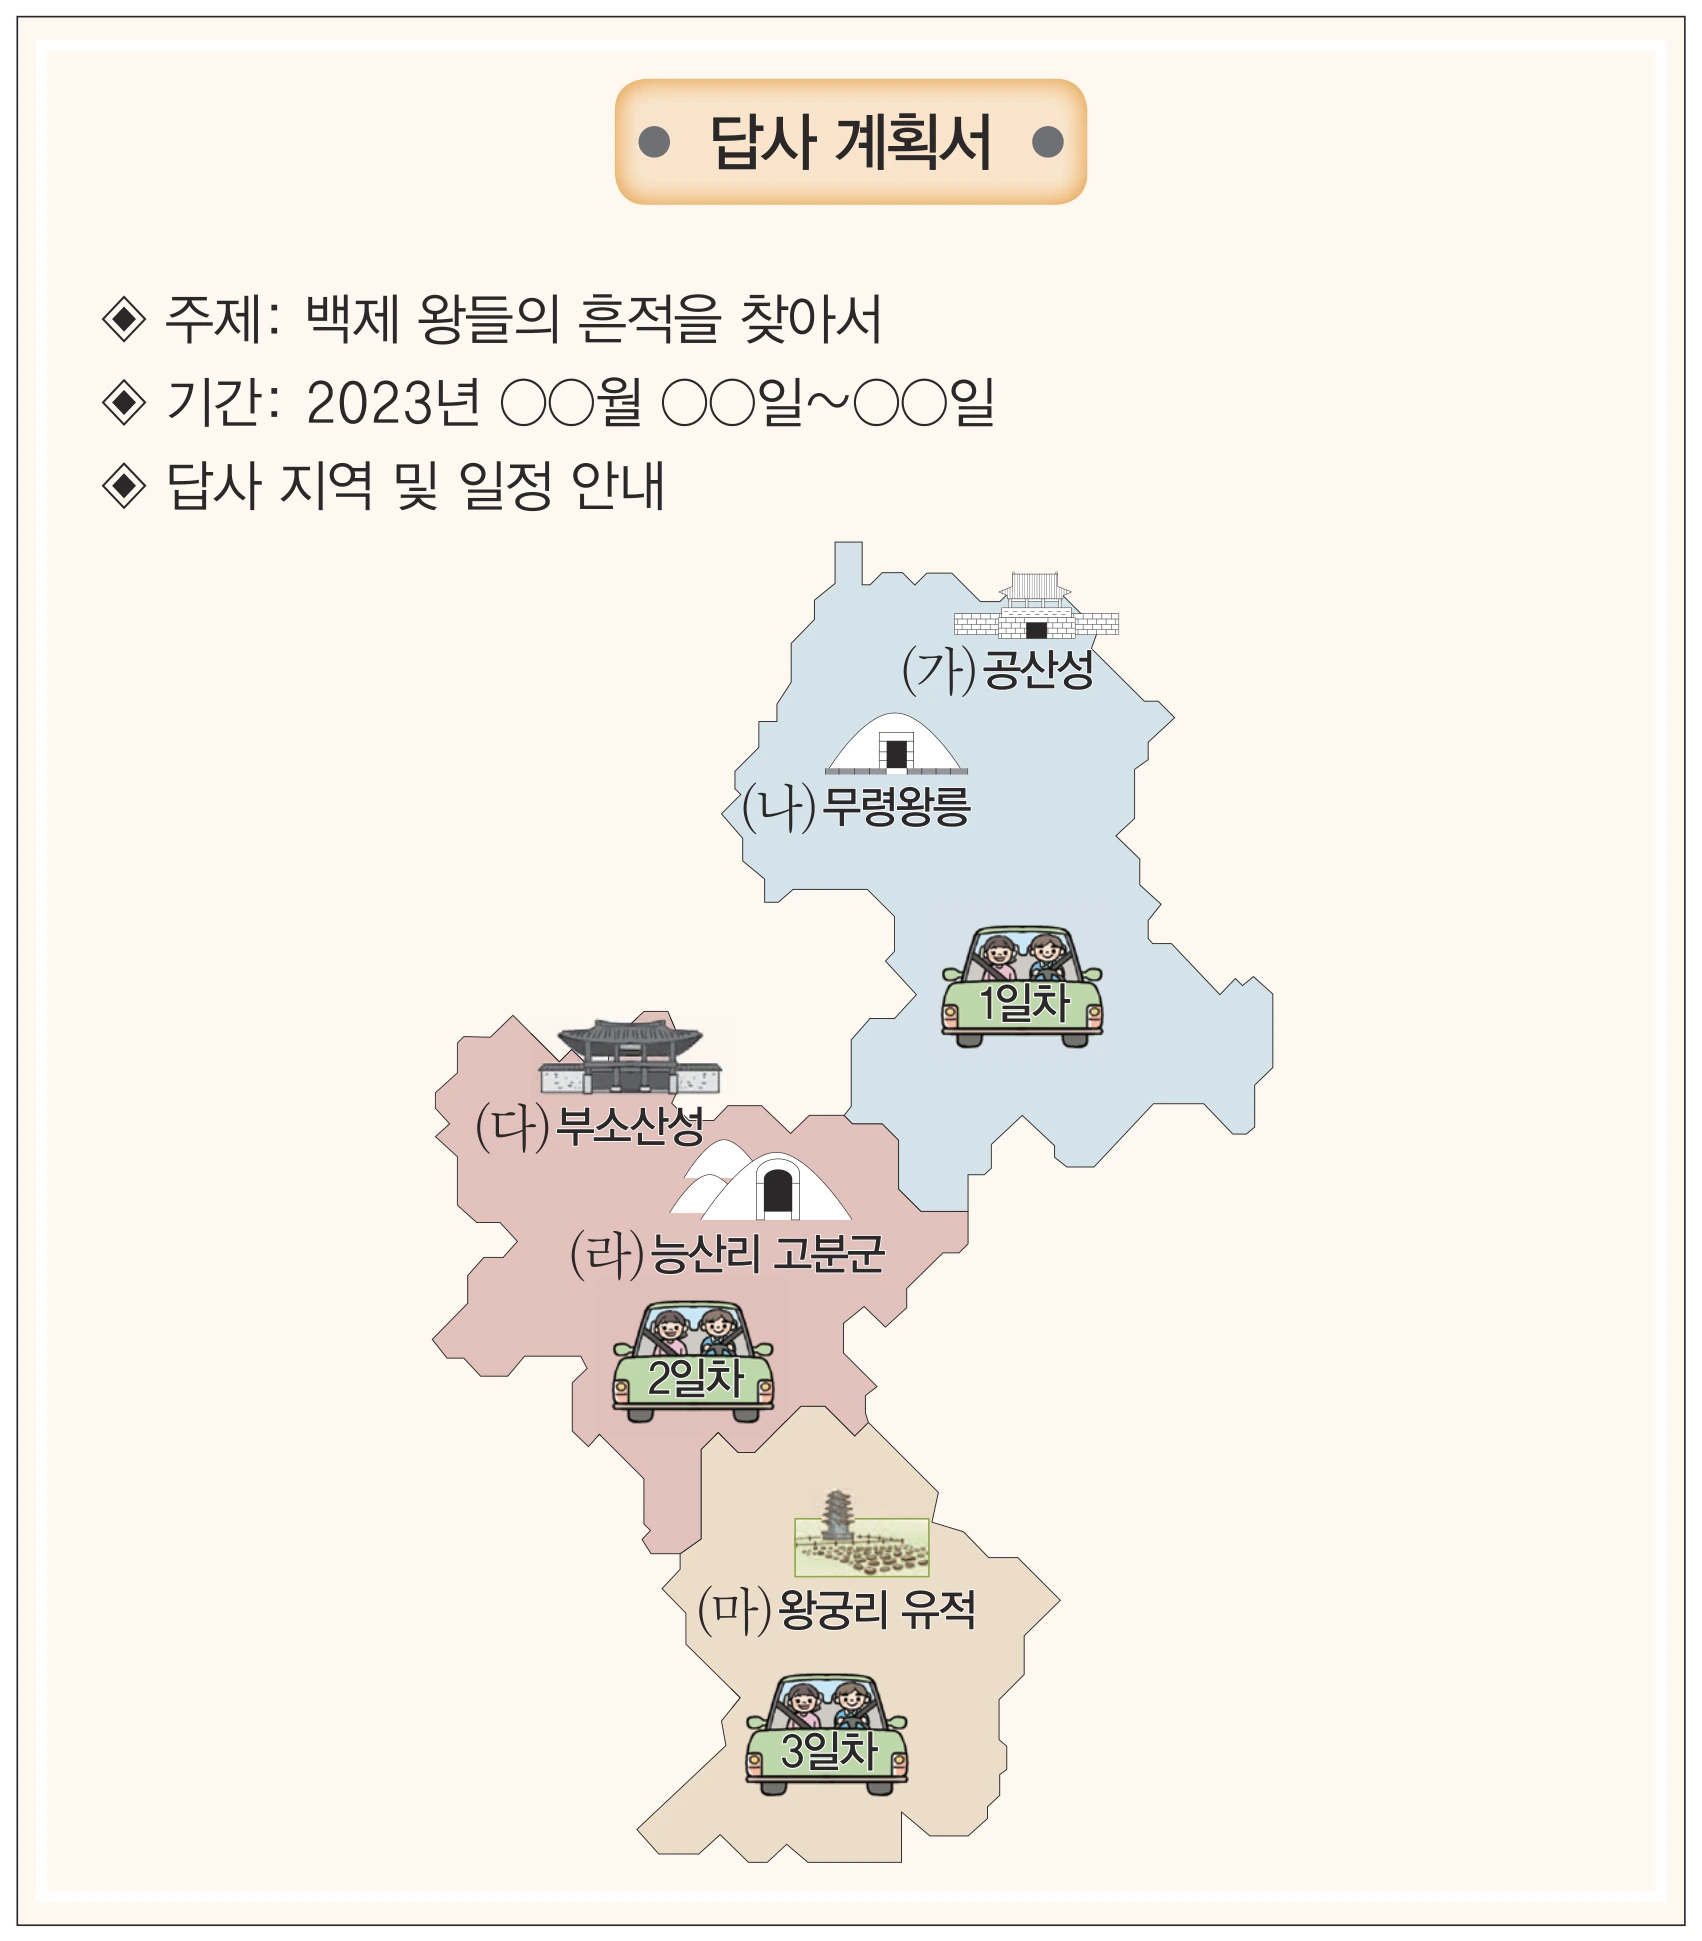 답사 계획서
◈ 주제: 백제 왕들의 흔적을 찾아서
◈ 기간: 2023년 ○○월 ○○일~○○일
◈ 답사 지역 및 일정 안내
(가) 공산성
(나) 무령왕릉
1일차
(다) 부소산성
(라) 능산리 고분군
2일차
(마) 왕궁리 유적
3일차